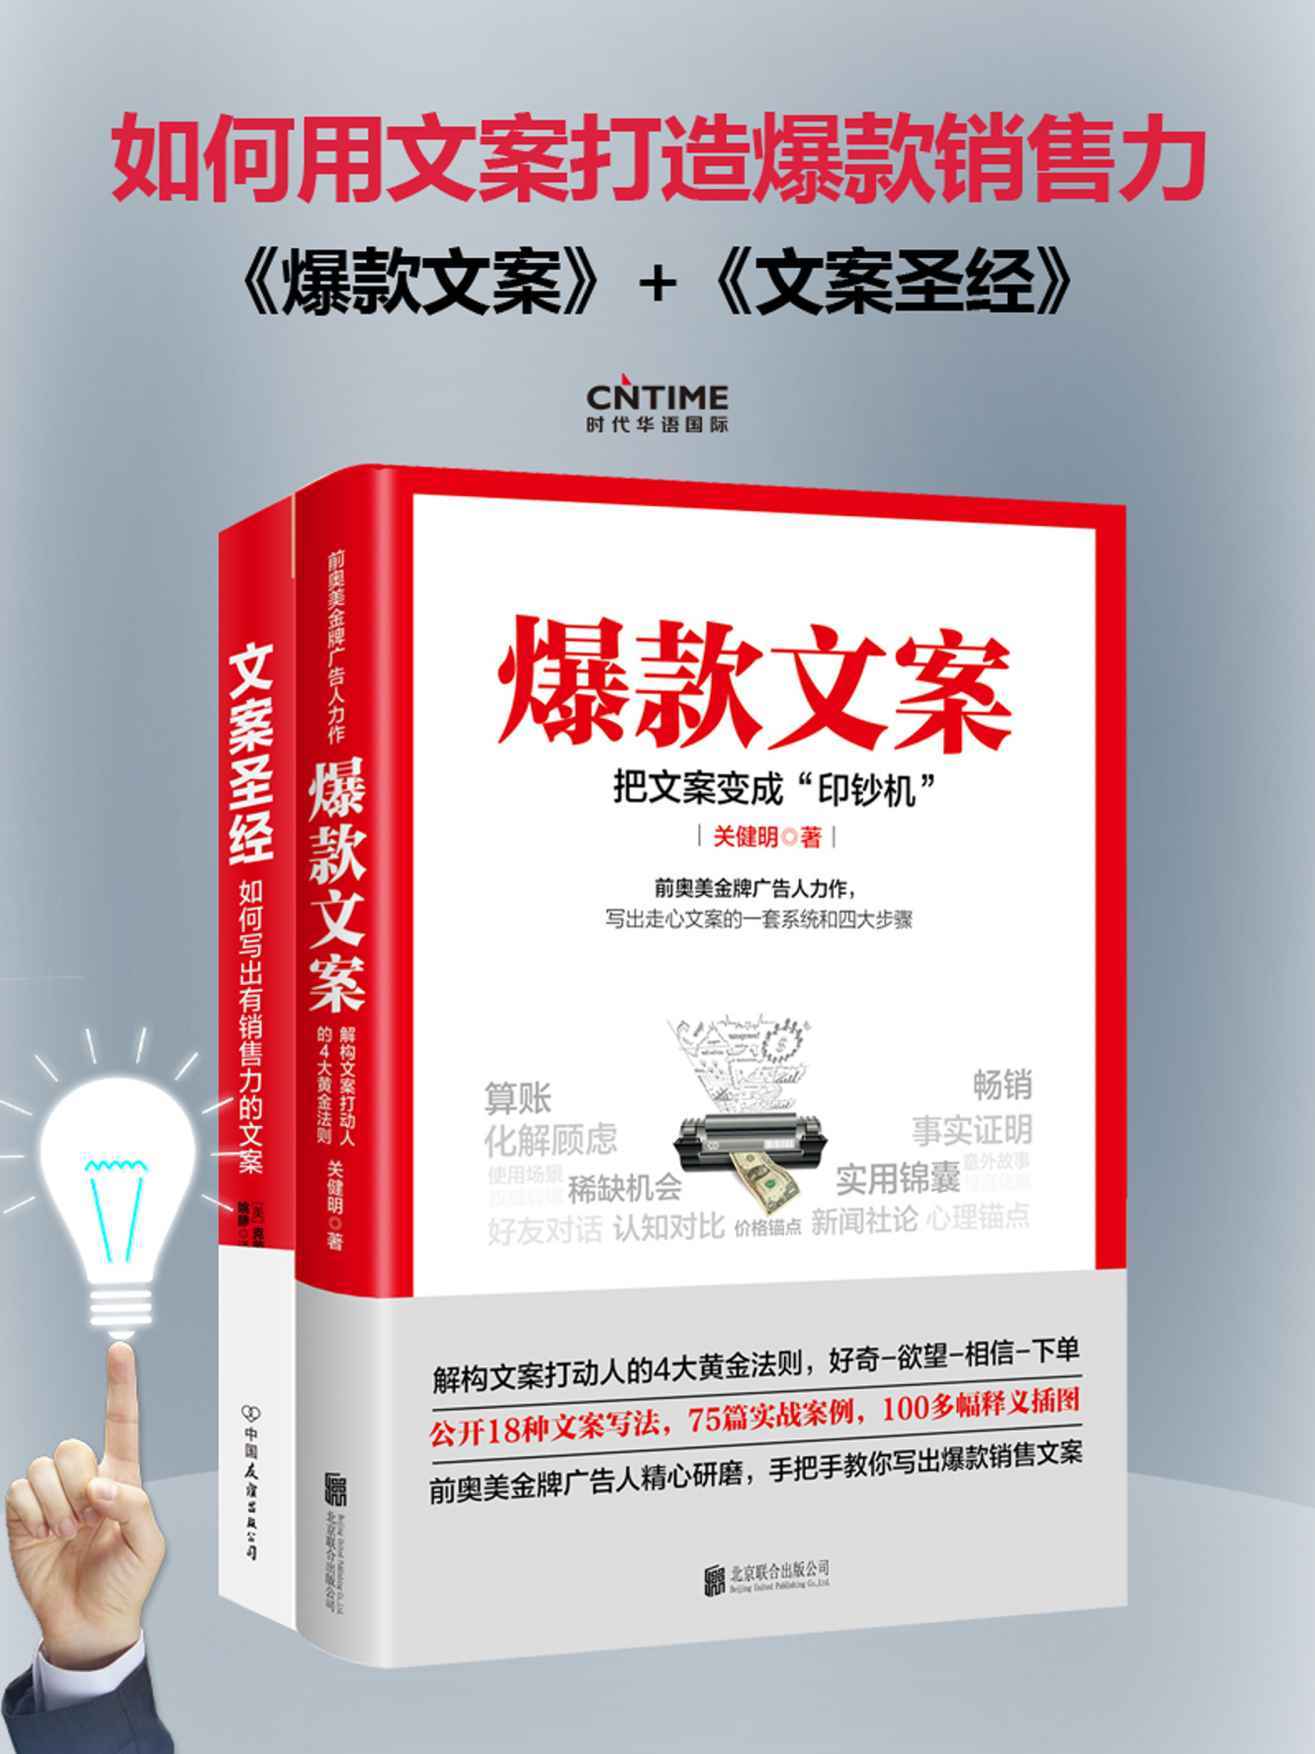 如何用文案打造爆款销售力
《爆款文案》+《文案圣经》
CNTIME
时代华语国际
文案圣经
如何写出有销售力的文案
[美]
中国友谊出版公司
前奥美金牌广告人力作
爆款文案
解构文案打动人
的4大黄金法则
关健明◎著
北京联合出版公司
Beijing United Publishing Co.,Ltd.
爆款文案
把文案变成“印钞机”
|关健明◎著|
前奥美金牌广告人力作，
写出走心文案的一套系统和四大步骤
算账
畅销
化解顾虑
事实证明
使用场景
稀缺机会
实用锦囊
意外故事
好友对话
认知对比
价格锚点
新闻社论
心理锚点
解构文案打动人的4大黄金法则，好奇-欲望-相信-下单
公开18种文案写法，75篇实战案例，100多幅释义插图
前奥美金牌广告人精心研磨，手把手教你写出爆款销售文案
北京联合出版公司
Beijing United Publishing Co.,Ltd.